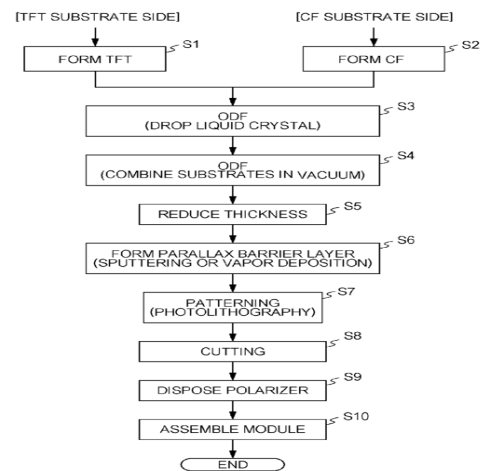 [TFT SUBSTRATE SIDE]
[CF SUBSTRATE SIDE]
S1
FORM TFT
S2
FORM CF
S3
ODF
(DROP LIQUID CRYSTAL)
S4
ODF
(COMBINE SUBSTRATES IN VACUUM)
S5
REDUCE THICKNESS
S6
FORM PARALLAX BARRIER LAYER
(SPUTTERING OR VAPOR DEPOSITION)
S7
PATTERNING
(PHOTOLITHOGRAPHY)
S8
CUTTING
S9
DISPOSE POLARIZER
S10
ASSEMBLE MODULE
END